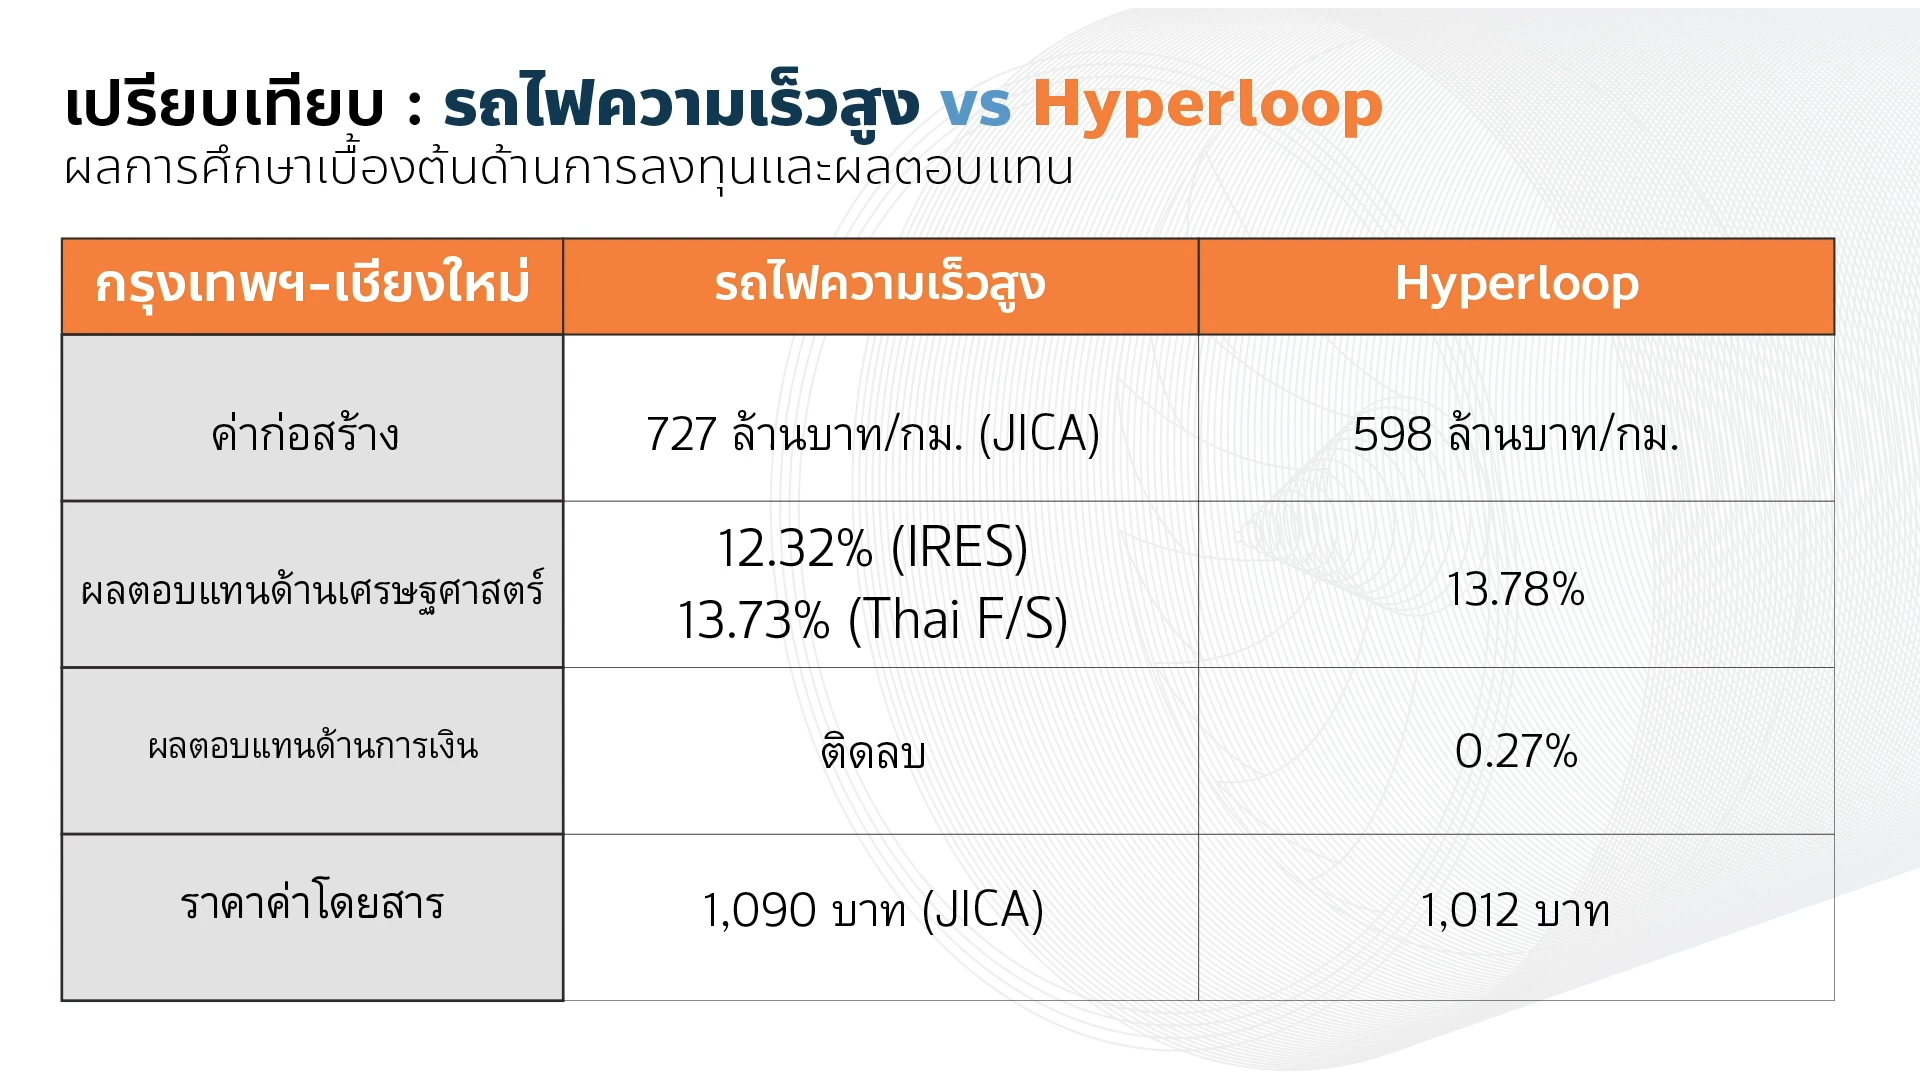 เปรียบเทียบ : รถไฟความเร็วสูง vs Hyperloop
ผลการศึกษาเบื้องต้นด้านการลงทุนและผลตอบแทน
กรุงเทพฯ-เชียงใหม่ รถไฟความเร็วสูง Hyperloop
ค่าก่อสร้าง 727 ล้านบาท/กม. (JICA) 598 ล้านบาท/กม.
ผลตอบแทนด้านเศรษฐศาสตร์ 12.32% (IRES) 13.78%
13.73% (Thai F/S)
ผลตอบแทนด้านการเงิน ติดลบ 0.27%
ราคาค่าโดยสาร 1,090 บาท (JICA) 1,012 บาท